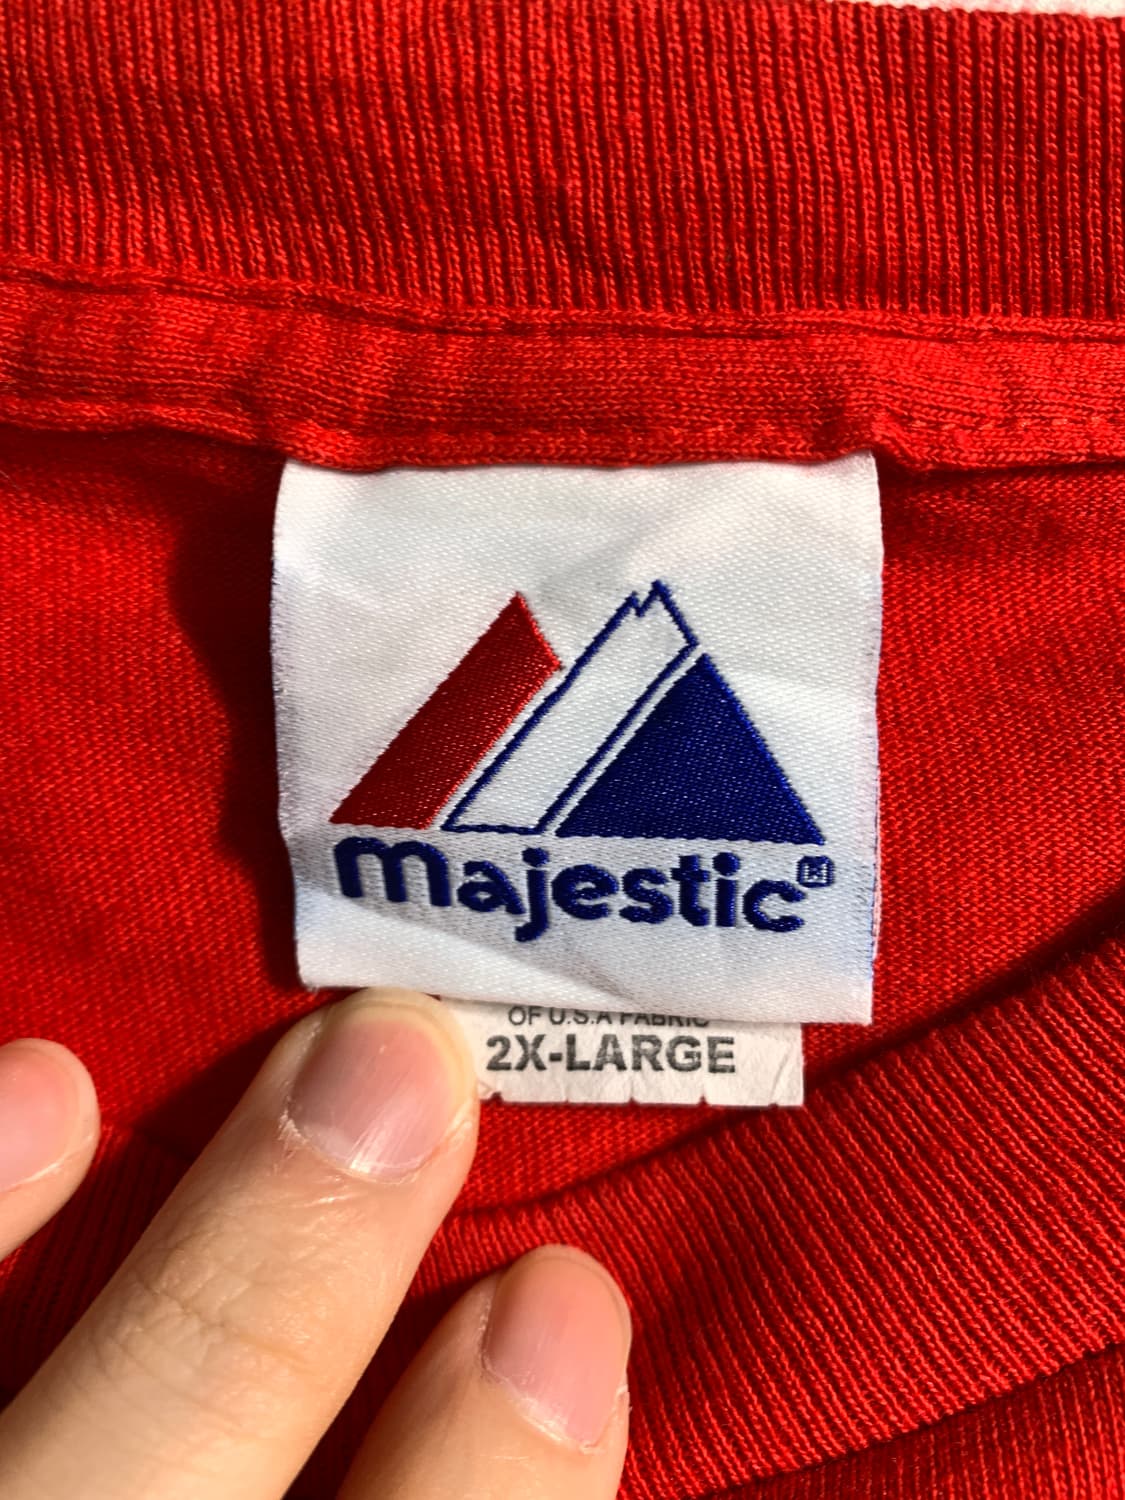 majestic®
OF U.S.A FABRIC
2X-LARGE